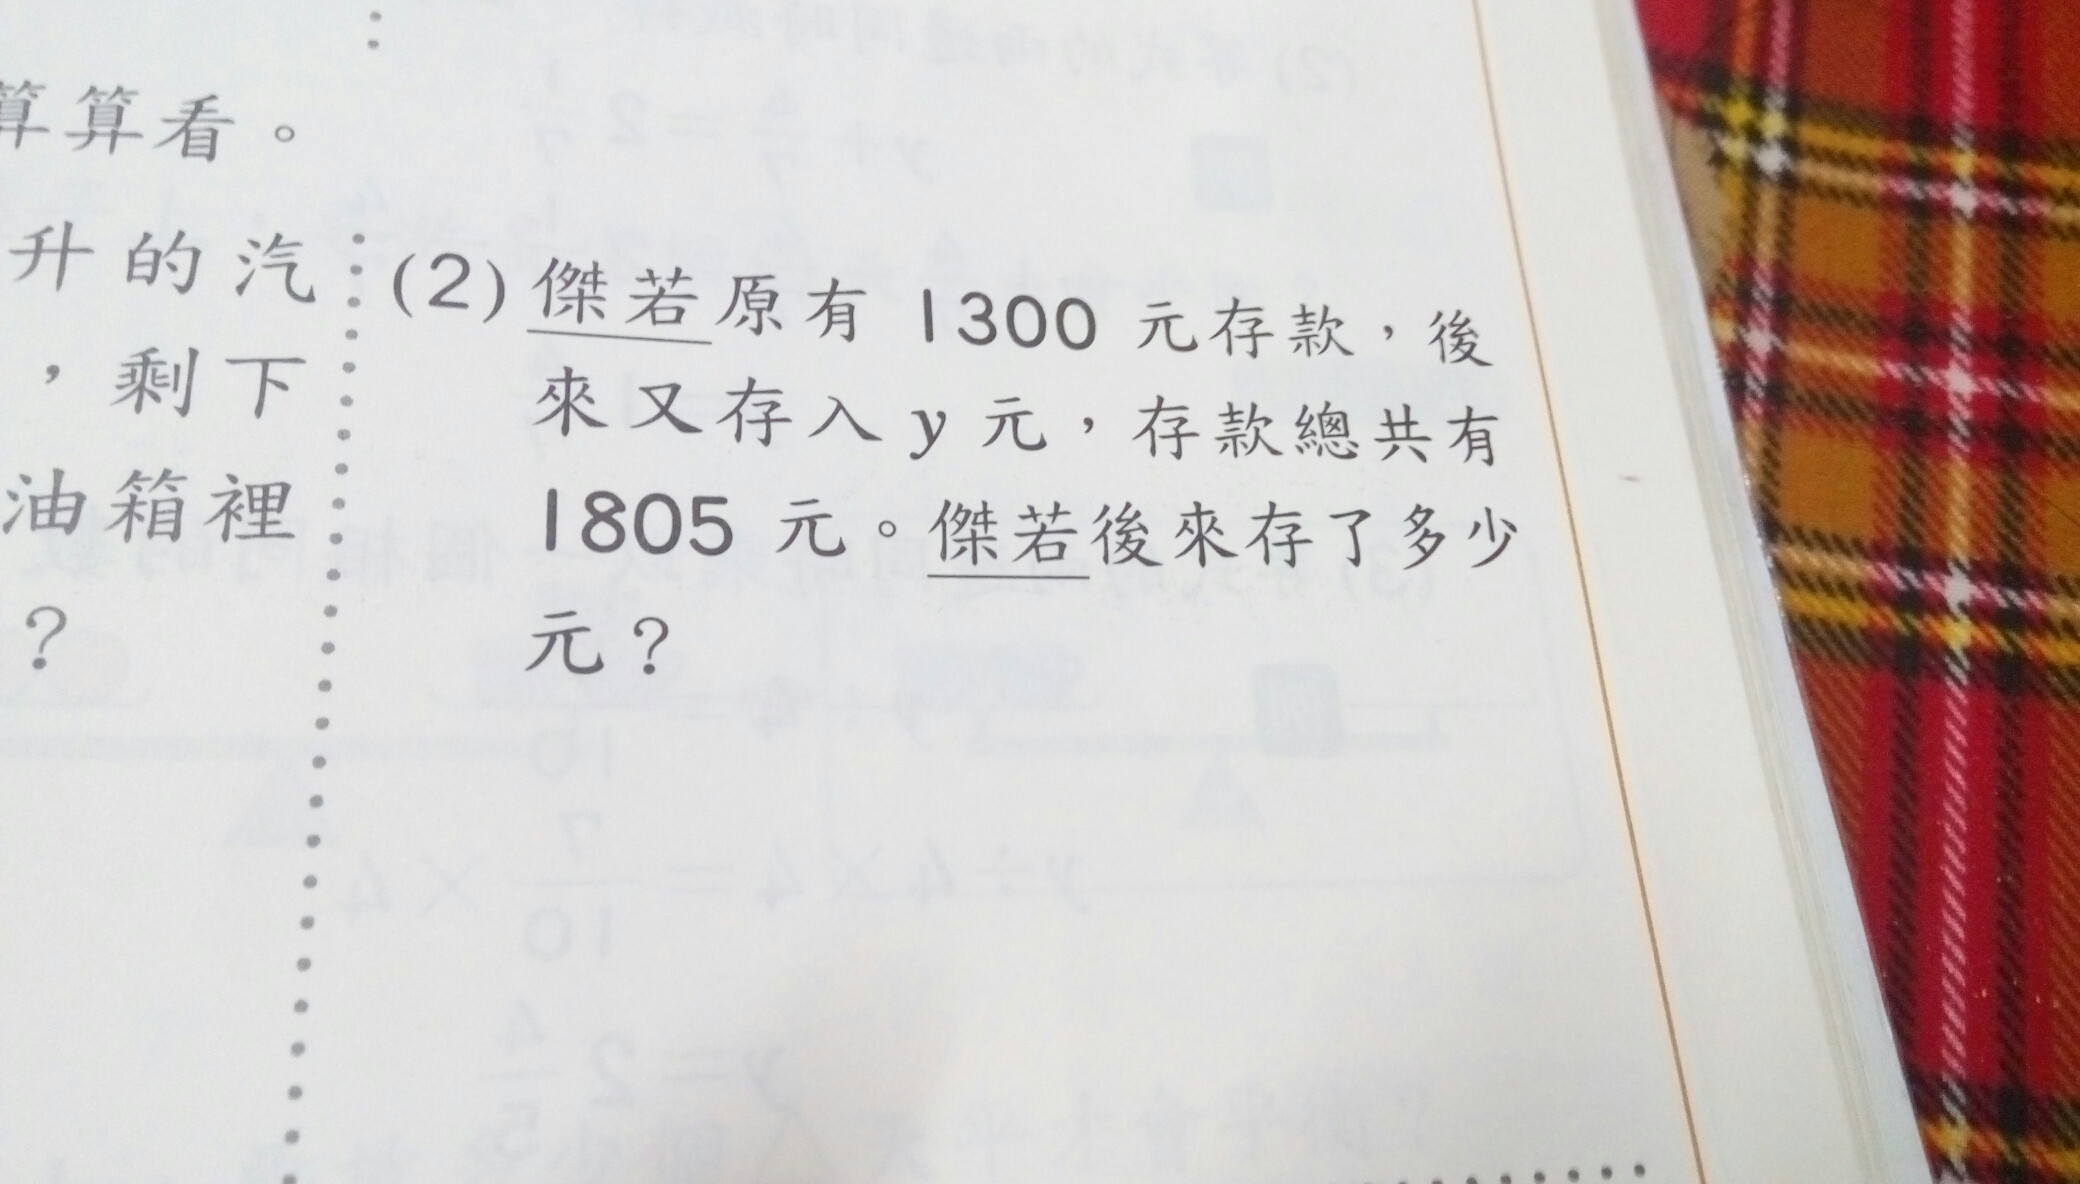 算算看。
升的汽
，剩下
油箱裡
？
(2)傑若原有 1300 元存款，後
來又存入 y 元，存款總共有
1805 元。傑若後來存了多少
元？